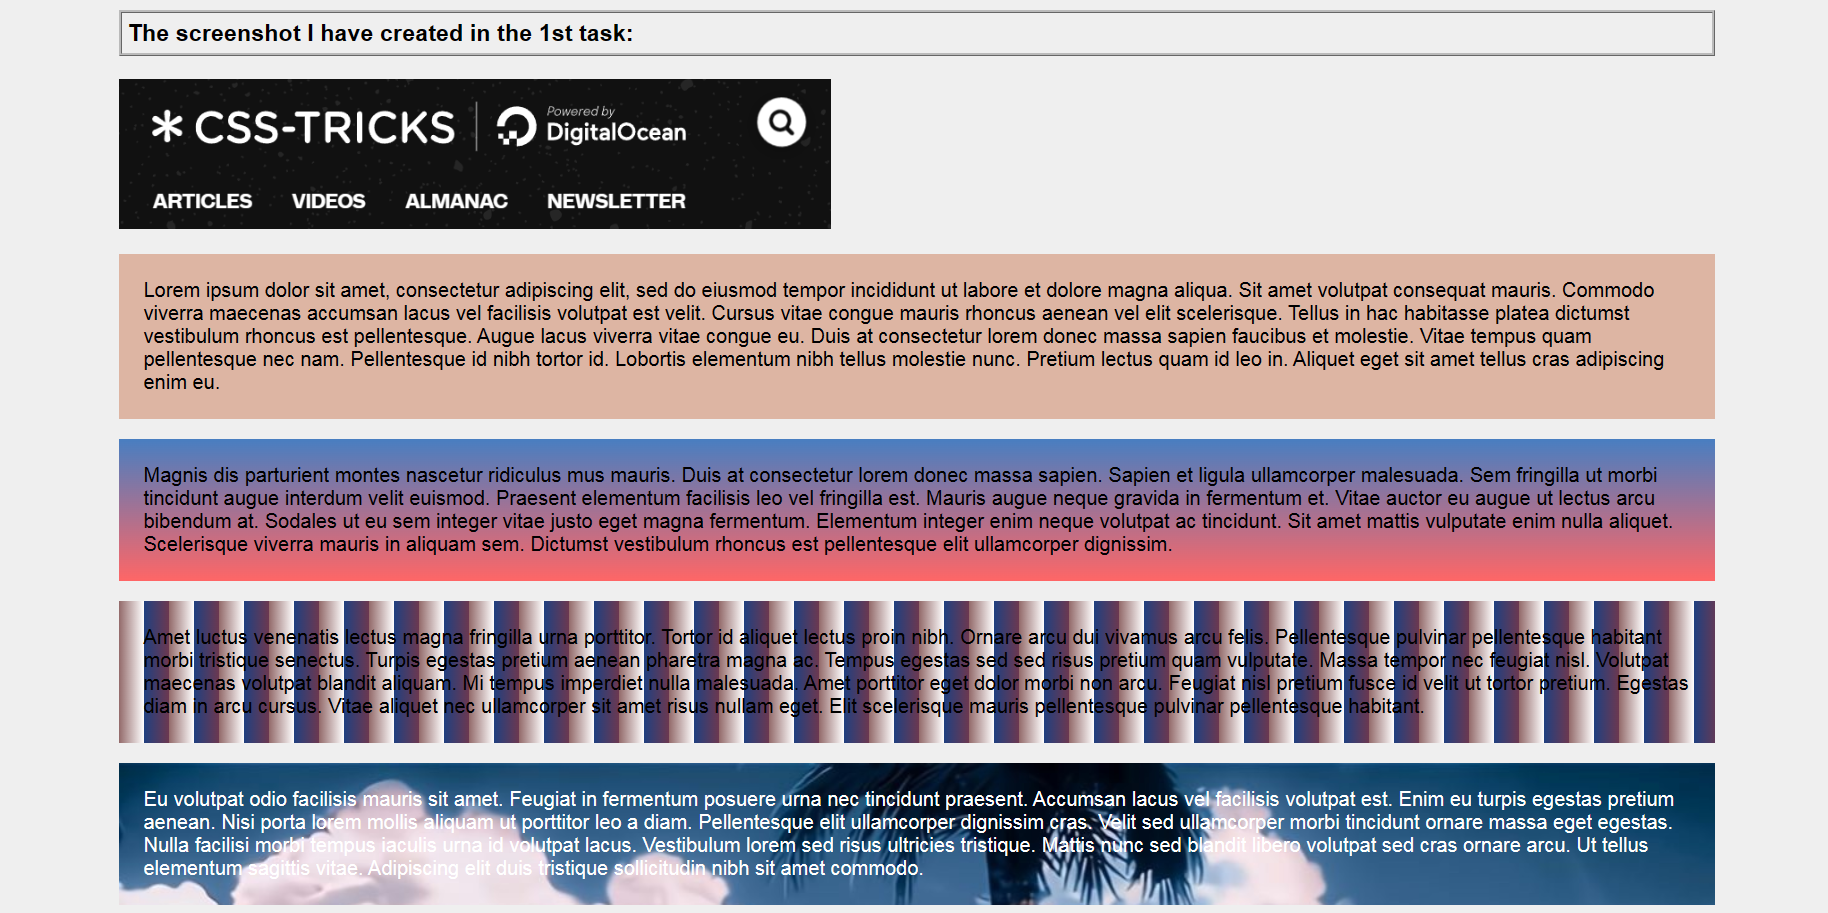 The screenshot I have created in the 1st task:
CSS-TRICKS
Powered by
DigitalOcean
ARTICLES VIDEOS ALMANAC NEWSLETTER
Lorem ipsum dolor sit amet, consectetur adipiscing elit, sed do eiusmod tempor incididunt ut labore et dolore magna aliqua. Sit amet volutpat consequat mauris. Commodo
viverra maecenas accumsan lacus vel facilisis volutpat est velit. Cursus vitae congue mauris rhoncus aenean vel elit scelerisque. Tellus in hac habitasse platea dictumst
vestibulum rhoncus est pellentesque. Augue lacus viverra vitae congue eu. Duis at consectetur lorem donec massa sapien faucibus et molestie. Vitae tempus quam
pellentesque nec nam. Pellentesque id nibh tortor id. Lobortis elementum nibh tellus molestie nunc. Pretium lectus quam id leo in. Aliquet eget sit amet tellus cras adipiscing
enim eu.
Magnis dis parturient montes nascetur ridiculus mus mauris. Duis at consectetur lorem donec massa sapien. Sapien et ligula ullamcorper malesuada. Sem fringilla ut morbi
tincidunt augue interdum velit euismod. Praesent elementum facilisis leo vel fringilla est. Mauris augue neque gravida in fermentum et. Vitae auctor eu augue ut lectus arcu
bibendum at. Sodales ut eu sem integer vitae justo eget magna fermentum. Elementum integer enim neque volutpat ac tincidunt. Sit amet mattis vulputate enim nulla aliquet.
Scelerisque viverra mauris in aliquam sem. Dictumst vestibulum rhoncus est pellentesque elit ullamcorper dignissim.
Amet luctus venenatis lectus magna fringilla urna porttitor. Tortor id aliquet lectus proin nibh. Ornare arcu dui vivamus arcu felis. Pellentesque pulvinar pellentesque habitant
morbi tristique senectus. Turpis egestas pretium aenean pharetra magna ac. Tempus egestas sed sed risus pretium quam vulputate. Massa tempor nec feugiat nisl. Volutpat
maecenas volutpat blandit aliquam. Mi tempus imperdiet nulla malesuada. Amet porttitor eget dolor morbi non arcu. Feugiat nisl pretium fusce id velit ut tortor pretium. Egestas
diam in arcu cursus. Vitae aliquet nec ullamcorper sit amet risus nullam eget. Elit scelerisque mauris pellentesque pulvinar pellentesque habitant.
Eu volutpat odio facilisis mauris sit amet. Feugiat in fermentum posuere urna nec tincidunt praesent. Accumsan lacus vel facilisis volutpat est. Enim eu turpis egestas pretium
aenean. Nisi porta lorem mollis aliquam ut porttitor leo a diam. Pellentesque elit ullamcorper dignissim cras. Velit sed ullamcorper morbi tincidunt ornare massa eget egestas.
Nulla facilisi morbi tempus iaculis urna id volutpat lacus. Vestibulum lorem sed risus ultricies tristique. Mattis nunc sed blandit libero volutpat sed cras ornare arcu. Ut tellus
elementum sagittis vitae. Adipiscing elit duis tristique sollicitudin nibh sit amet commodo.